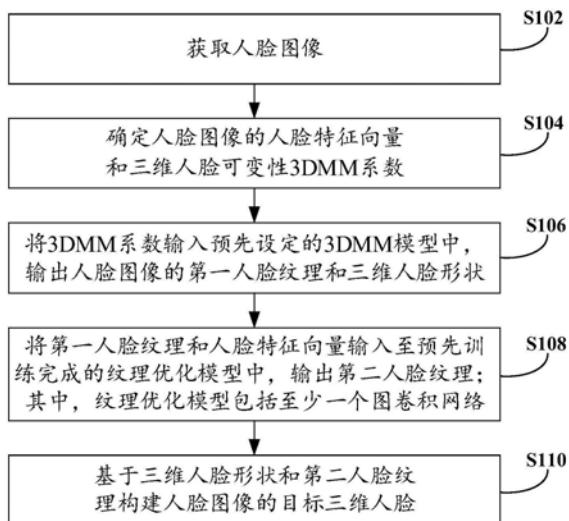 S102
获取人脸图像
S104
确定人脸图像的人脸特征向量
和三维人脸可变性3DMM系数
S106
将3DMM系数输入预先设定的3DMM模型中，
输出人脸图像的第一人脸纹理和三维人脸形状
S108
将第一人脸纹理和人脸特征向量输入至预先训
练完成的纹理优化模型中，输出第二人脸纹理；
其中，纹理优化模型包括至少一个图卷积网络
S110
基于三维人脸形状和第二人脸纹
理构建人脸图像的目标三维人脸